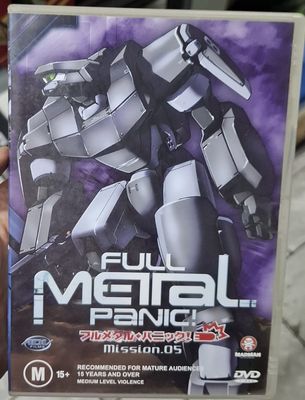 FULL
METAL
PANIC!
フルメタル・パニック!
Mission.05
MADMAN
M
15+
RECOMMENDED FOR MATURE AUDIENCES
15 YEARS AND OVER
MEDIUM LEVEL VIOLENCE
DVD